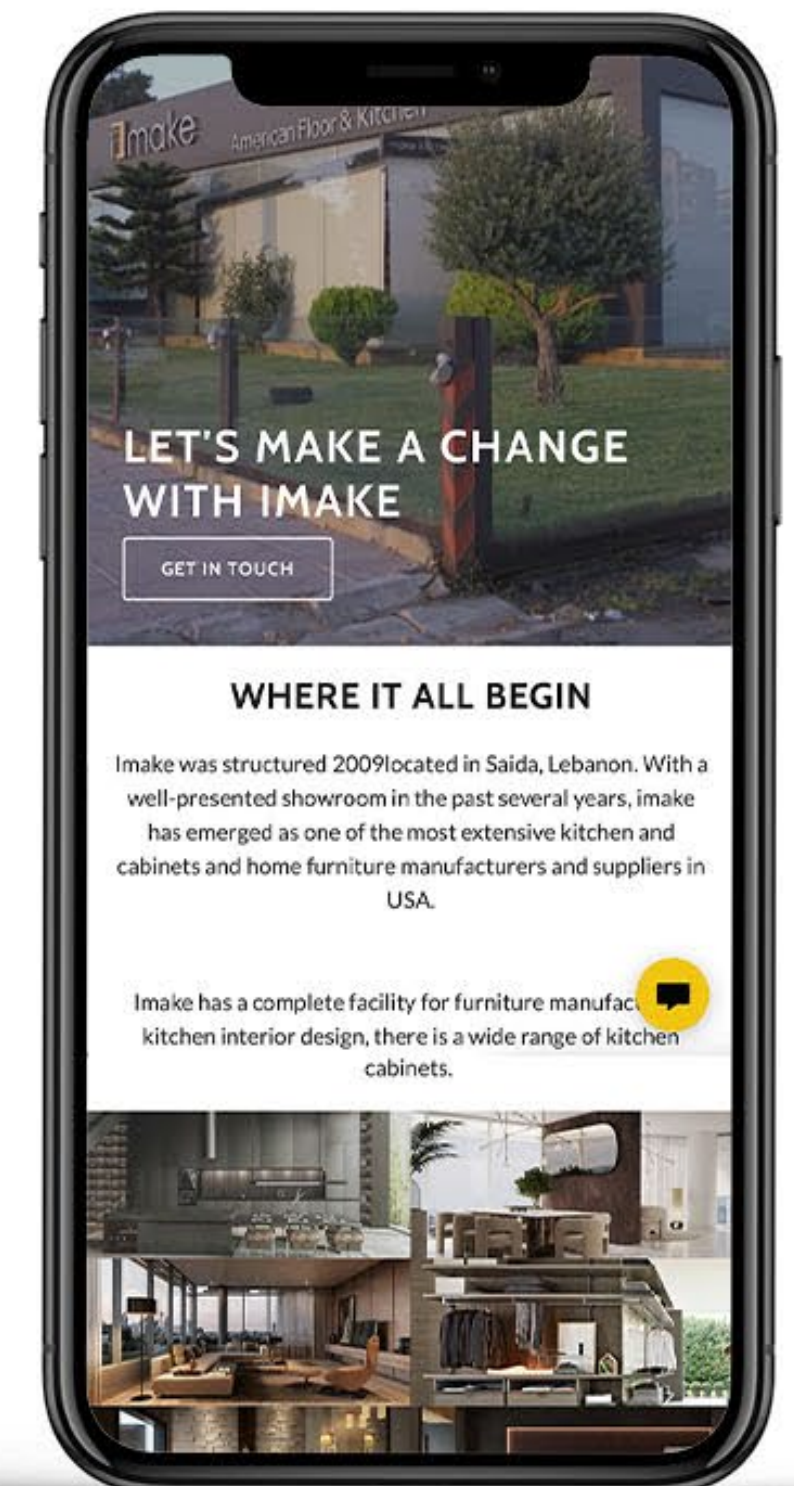 imake American Floor & Kitchen
LET'S MAKE A CHANGE
WITH IMAKE
GET IN TOUCH
WHERE IT ALL BEGIN
Imake was structured 2009located in Saida, Lebanon. With a
well-presented showroom in the past several years, imake
has emerged as one of the most extensive kitchen and
cabinets and home furniture manufacturers and suppliers in
USA.
Imake has a complete facility for furniture
kitchen interior design, there is a wide range of kitchen
cabinets.